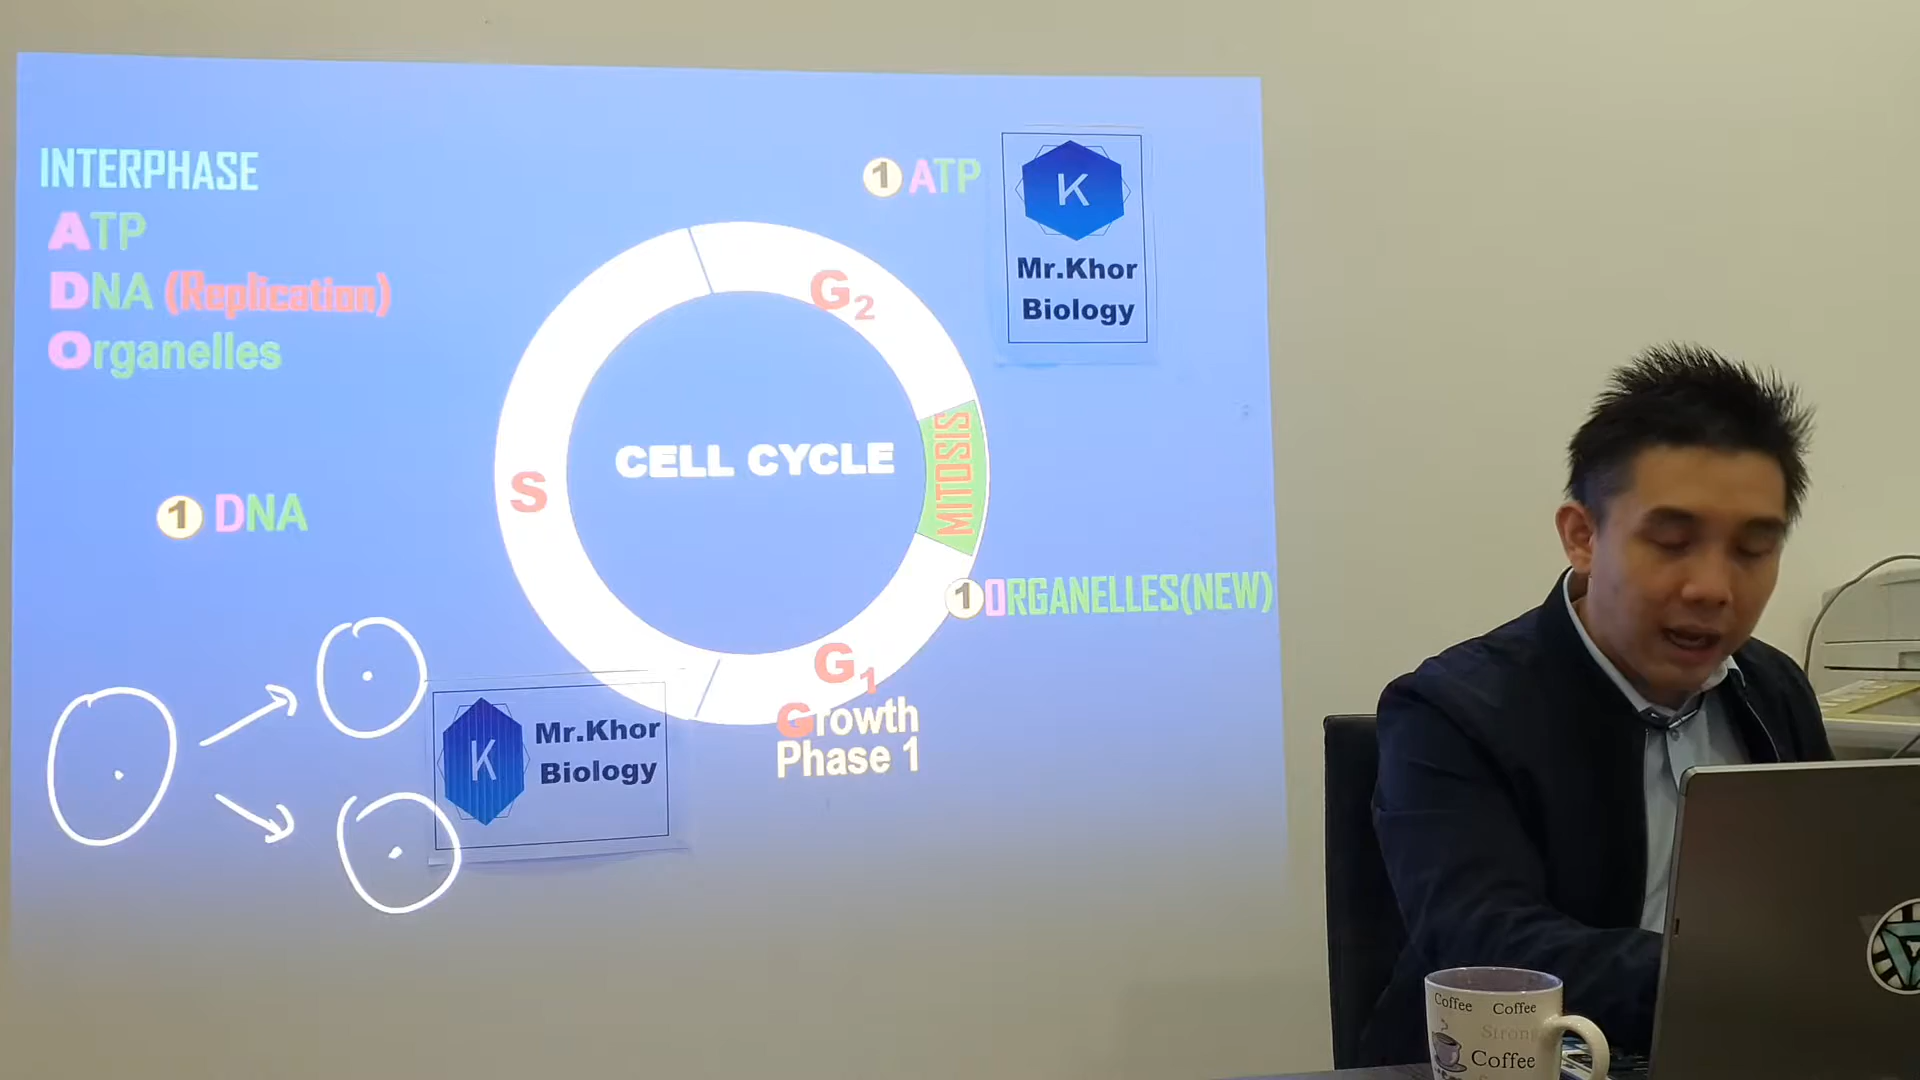 INTERPHASE
ATP
DNA (Replication)
Organelles
1 DNA
1 ATP
K
Mr.Khor
Biology
G2
CELL CYCLE
MITOSIS
S
1 ORGANELLES(NEW)
G1
Growth
Phase 1
K
Mr.Khor
Biology
Coffee Coffee
Strong
Coffee